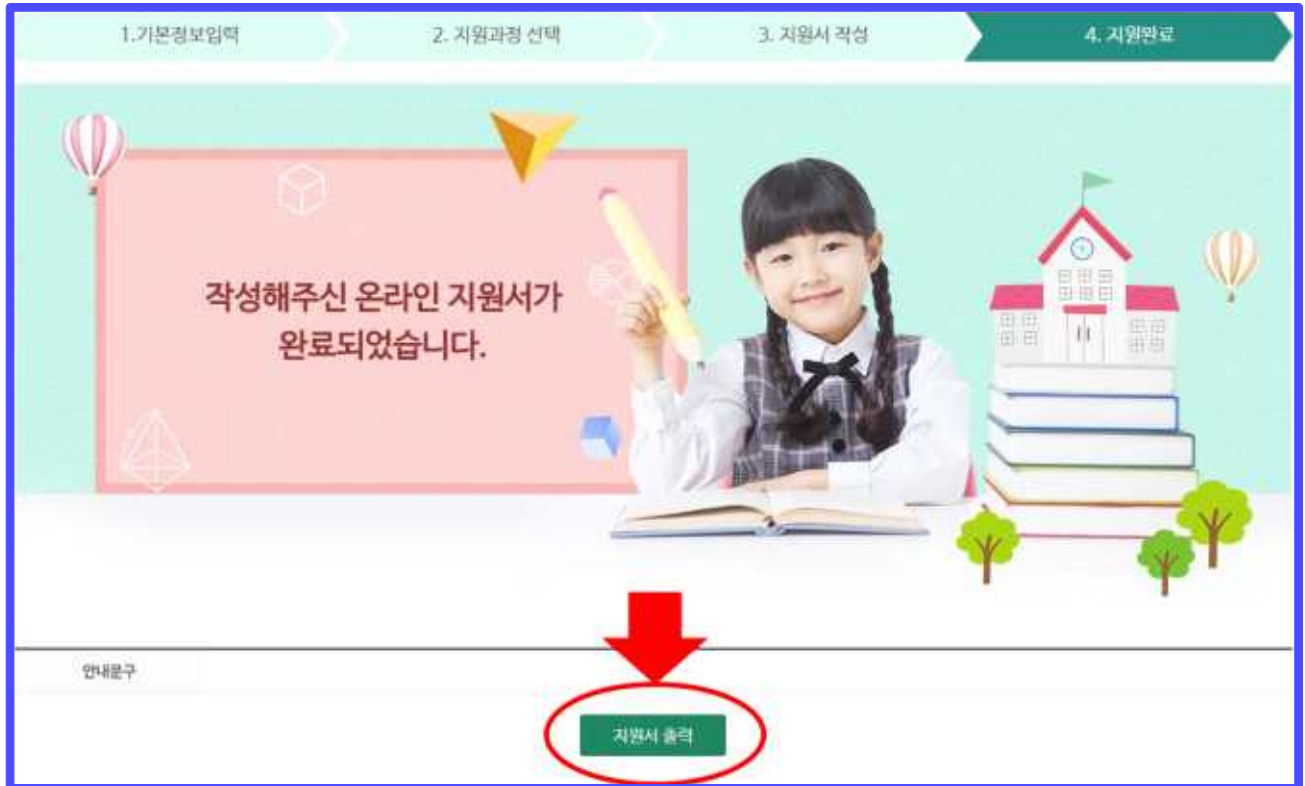 1.기본정보입력
2. 지원과정 선택
3. 지원서 작성
4. 지원완료
작성해주신 온라인 지원서가
완료되었습니다.
안내문구
지원서 출력